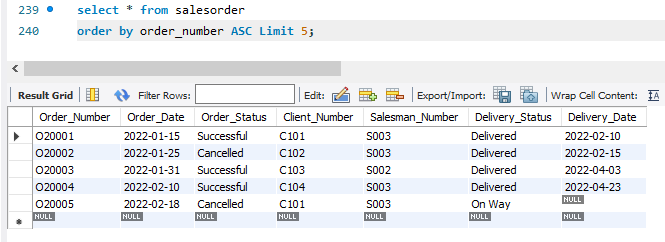 239 select * from salesorder
240 order by order_number ASC Limit 5;
Result Grid Filter Rows: Edit: Export/Import: Wrap Cell Content: IA
Order_Number Order_Date Order_Status Client_Number Salesman_Number Delivery_Status Delivery_Date
O20001 2022-01-15 Successful C101 S003 Delivered 2022-02-10
O20002 2022-01-25 Cancelled C102 S003 Delivered 2022-02-15
O20003 2022-01-31 Successful C103 S002 Delivered 2022-04-03
O20004 2022-02-10 Successful C104 S003 Delivered 2022-04-23
O20005 2022-02-18 Cancelled C101 S003 On Way NULL
NULL NULL NULL NULL NULL NULL NULL